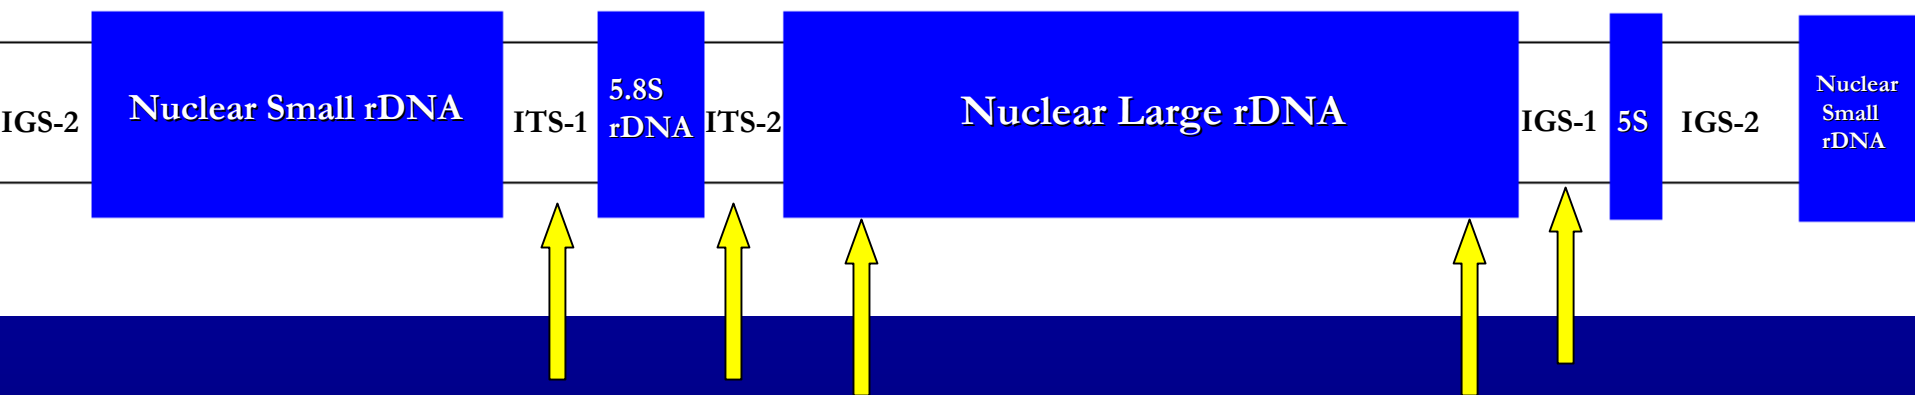 IGS-2
Nuclear Small rDNA
ITS-1
5.8S
rDNA
ITS-2
Nuclear Large rDNA
IGS-1
5S
IGS-2
Nuclear
Small
rDNA